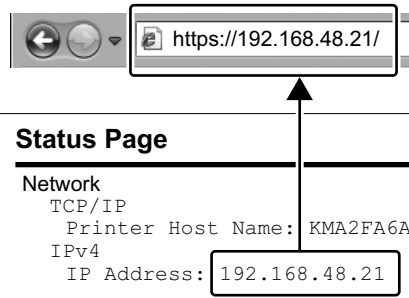 https://192.168.48.21/
Status Page
Network
TCP/IP
Printer Host Name: KMA2FA6A
IPv4
IP Address: 192.168.48.21